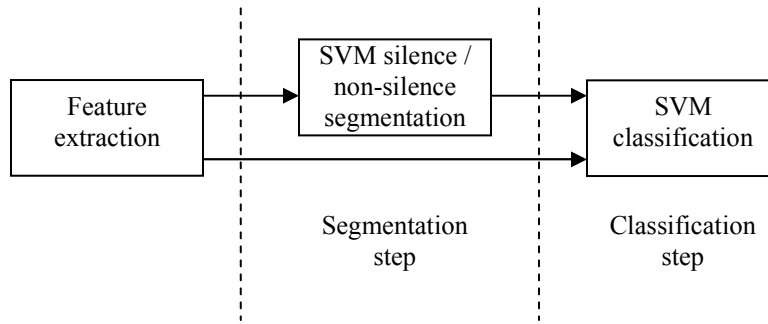 Feature
extraction
SVM silence /
non-silence
segmentation
SVM
classification
Segmentation
step
Classification
step